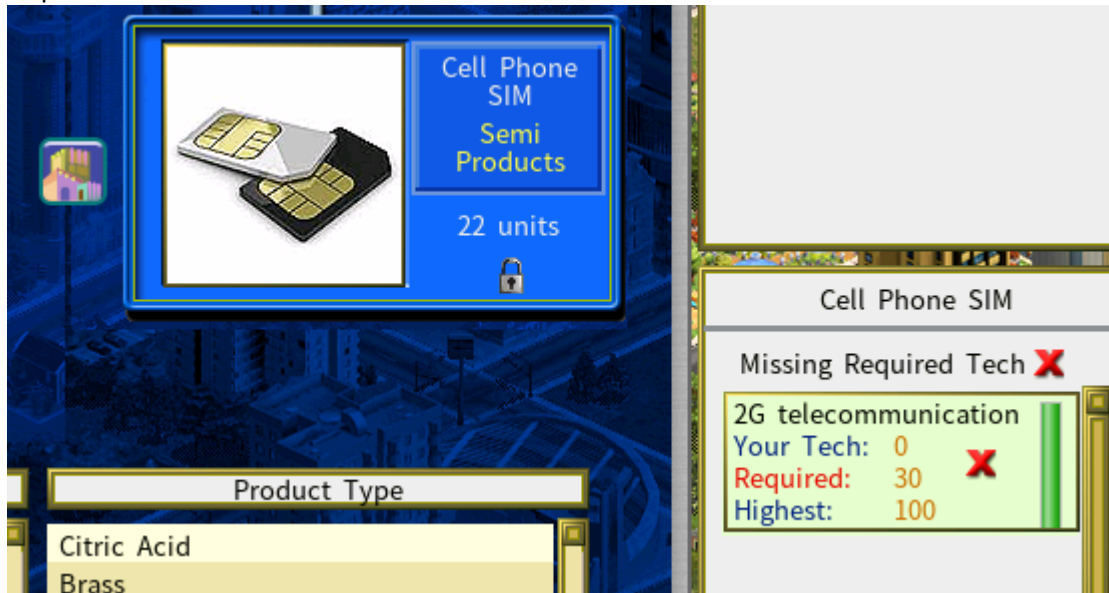 Cell Phone
SIM
Semi
Products
22 units
Cell Phone SIM
Missing Required Tech
2G telecommunication
Your Tech: 0
Required: 30
Highest: 100
Product Type
Citric Acid
Brass